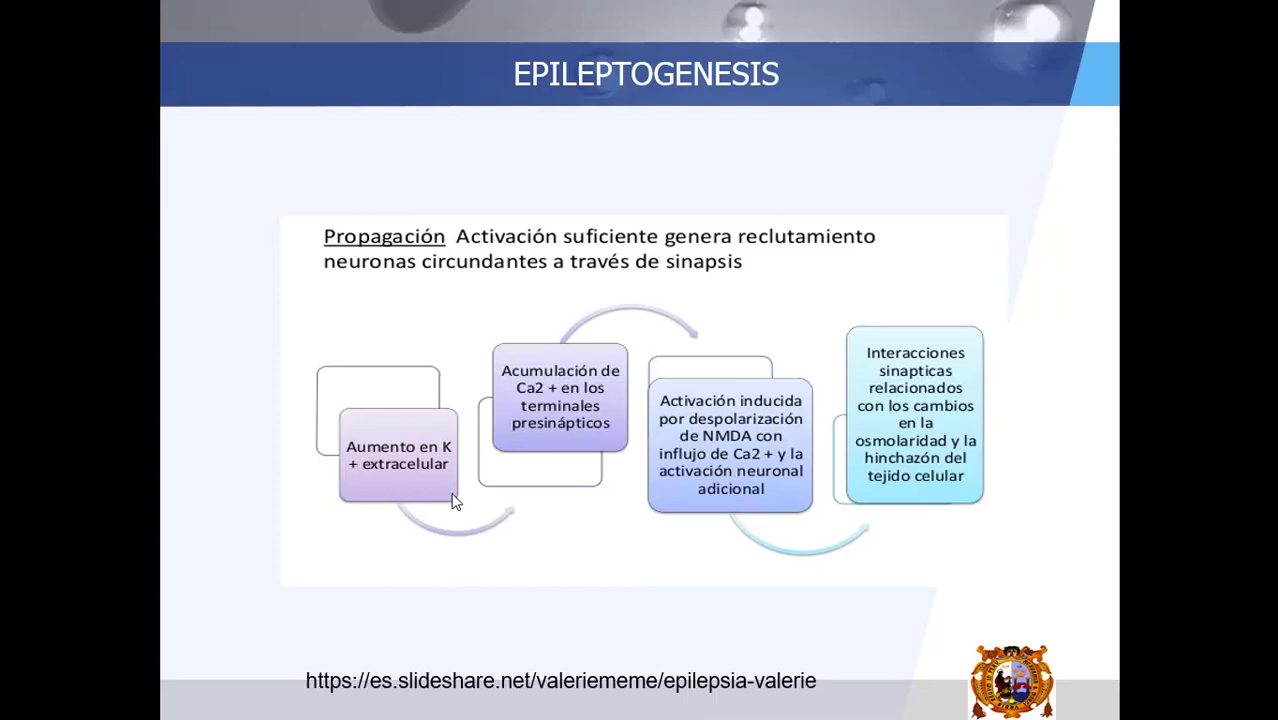 EPILEPTOGENESIS
Propagación Activación suficiente genera reclutamiento
neuronas circundantes a través de sinapsis
Aumento en K
+ extracelular
Acumulación de
Ca2 + en los
terminales
presinápticos
Activación inducida
por despolarización
de NMDA con
influjo de Ca2 + y la
activación neuronal
adicional
Interacciones
sinapticas
relacionados
con los cambios
en la
osmolaridad y la
hinchazón del
tejido celular
https://es.slideshare.net/valeriememe/epilepsia-valerie